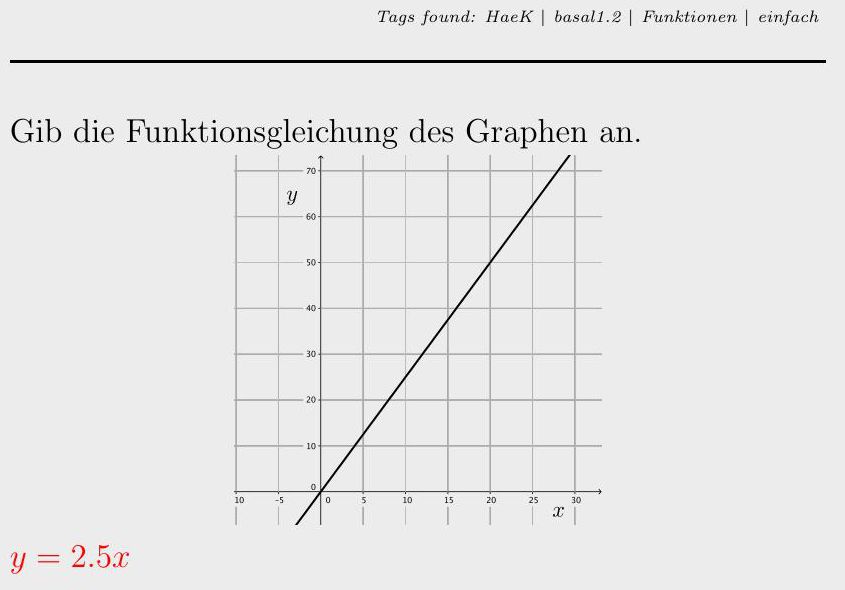 Tags found: HaeK | basal1.2 | Funktionen | einfach
Gib die Funktionsgleichung des Graphen an.
70
y
60
50
40
30
20
10
0
10 -5 0 5 10 15 20 25 30
x
y = 2.5x